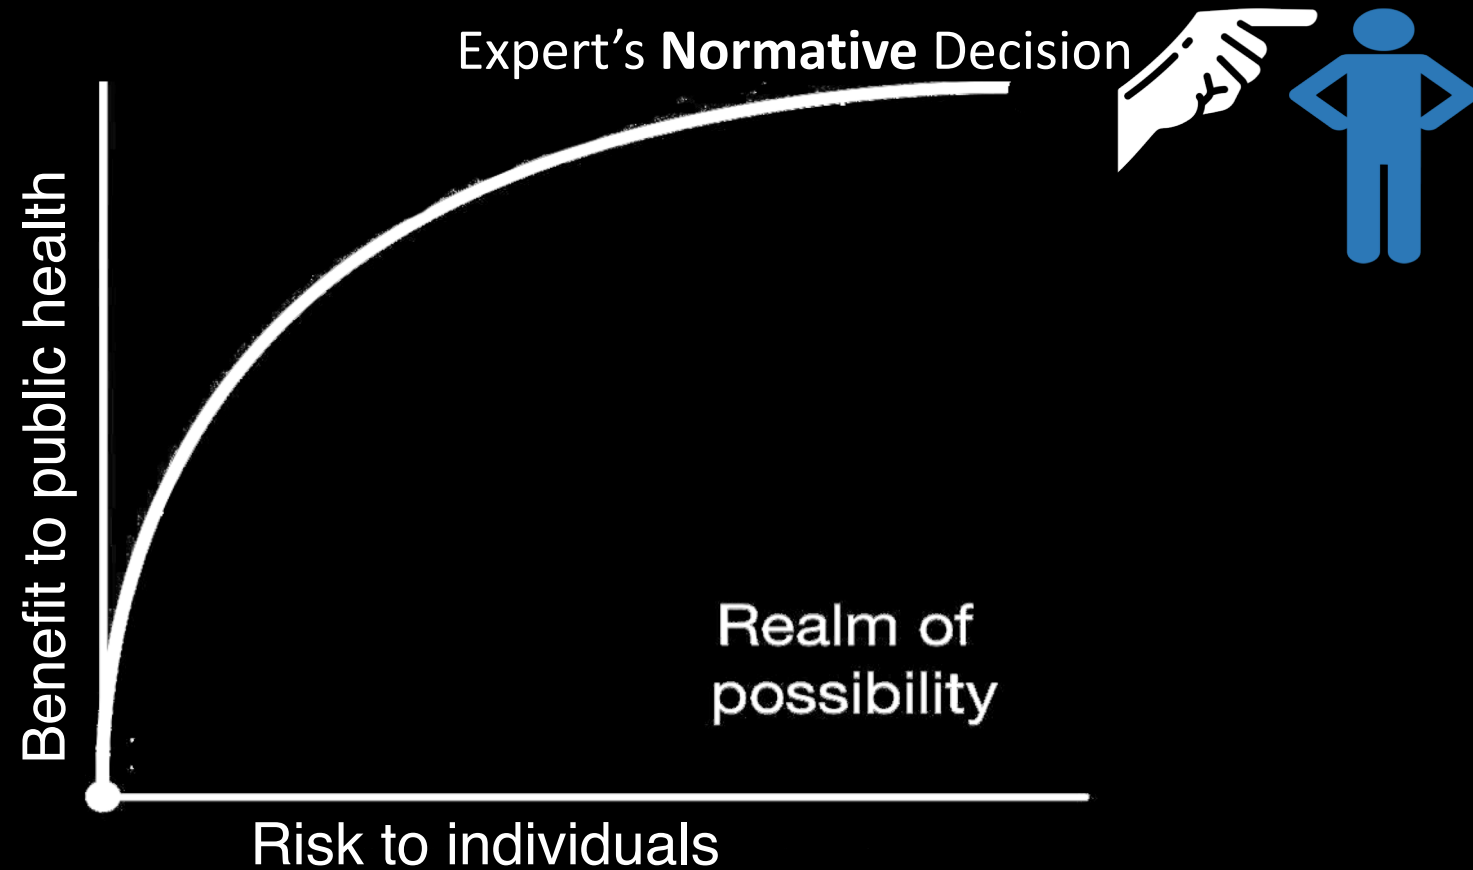 Expert’s Normative Decision
Benefit to public health
Realm of
possibility
Risk to individuals